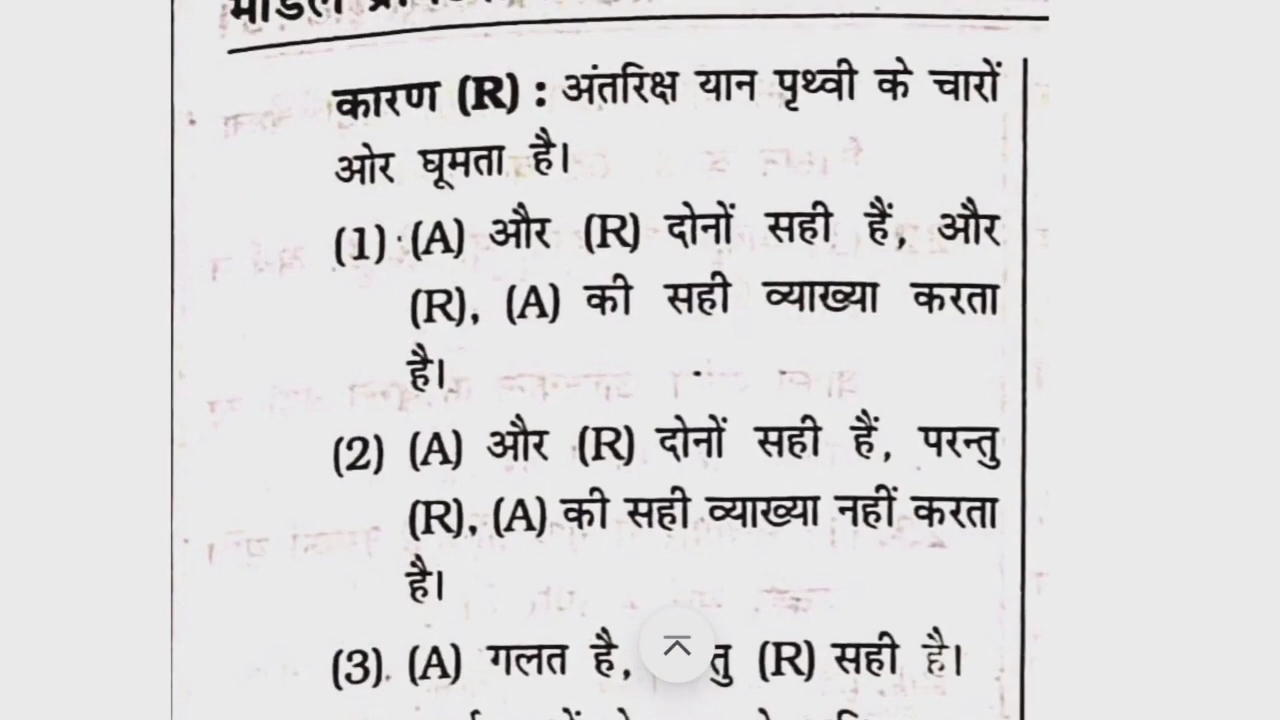 कारण (R) : अंतरिक्ष यान पृथ्वी के चारों
ओर घूमता है।
(1) (A) और (R) दोनों सही हैं, और
(R), (A) की सही व्याख्या करता
है।
(2) (A) और (R) दोनों सही हैं, परन्तु
(R), (A) की सही व्याख्या नहीं करता
है।
(3) (A) गलत है, तु (R) सही है।